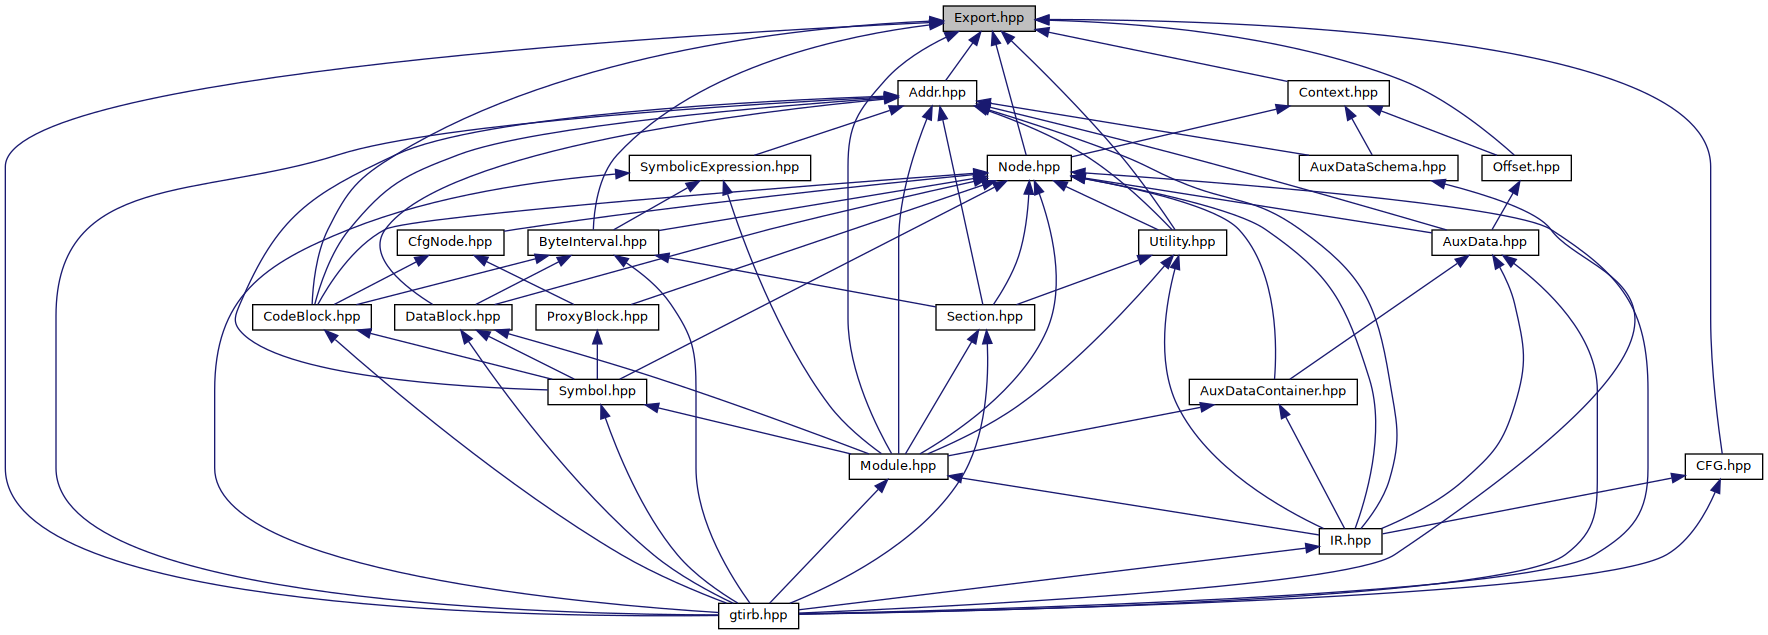 Export.hpp
Addr.hpp
Context.hpp
SymbolicExpression.hpp
Node.hpp
AuxDataSchema.hpp
Offset.hpp
CfgNode.hpp
ByteInterval.hpp
Utility.hpp
AuxData.hpp
CodeBlock.hpp
DataBlock.hpp
ProxyBlock.hpp
Section.hpp
Symbol.hpp
AuxDataContainer.hpp
Module.hpp
CFG.hpp
IR.hpp
gtirb.hpp